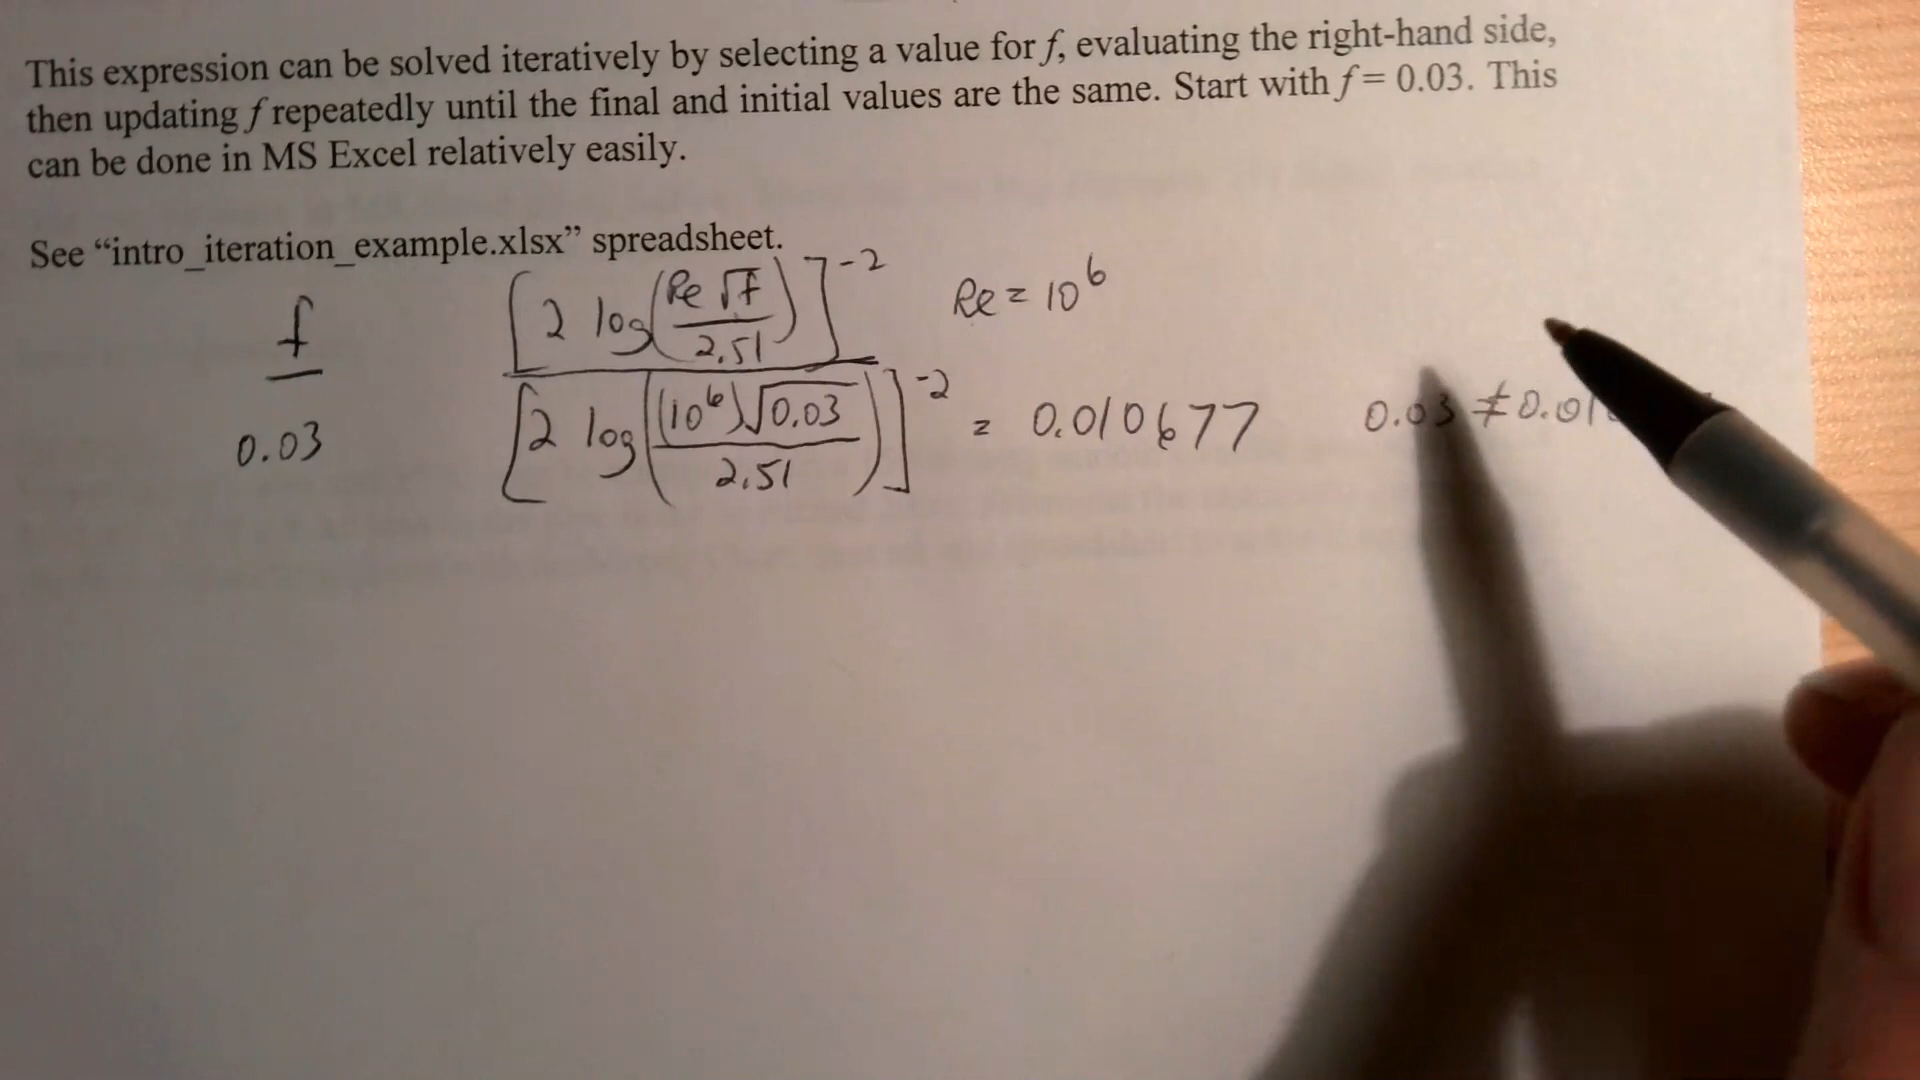 This expression can be solved iteratively by selecting a value for f, evaluating the right-hand side,
then updating f repeatedly until the final and initial values are the same. Start with f = 0.03. This
can be done in MS Excel relatively easily.
See “intro_iteration_example.xlsx” spreadsheet.
f [2 log(Re √f / 2.51)]^-2 Re = 10^6
0.03 [2 log((10^6)√0.03 / 2.51)]^-2 = 0.010677 0.03 ≠ 0.01